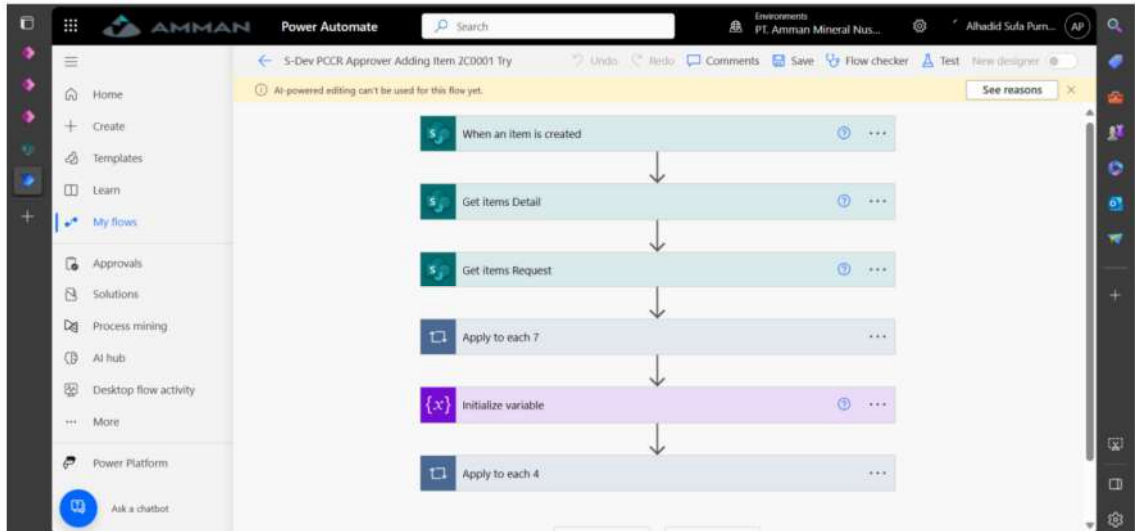 AMMAN
Power Automate
Search
Environments
PT. Amman Mineral Nus...
Alhadid Sufa Purn...
AP
S-Dev PCCR Approver Adding Item 2C0001 Try
Undo
Redo
Comments
Save
Flow checker
Test
New designer
AI-powered editing can't be used for this flow yet.
See reasons
Home
Create
Templates
Learn
My flows
Approvals
Solutions
Process mining
AI hub
Desktop flow activity
More
Power Platform
Ask a chatbot
When an item is created
Get items Detail
Get items Request
Apply to each 7
{x} Initialize variable
Apply to each 4